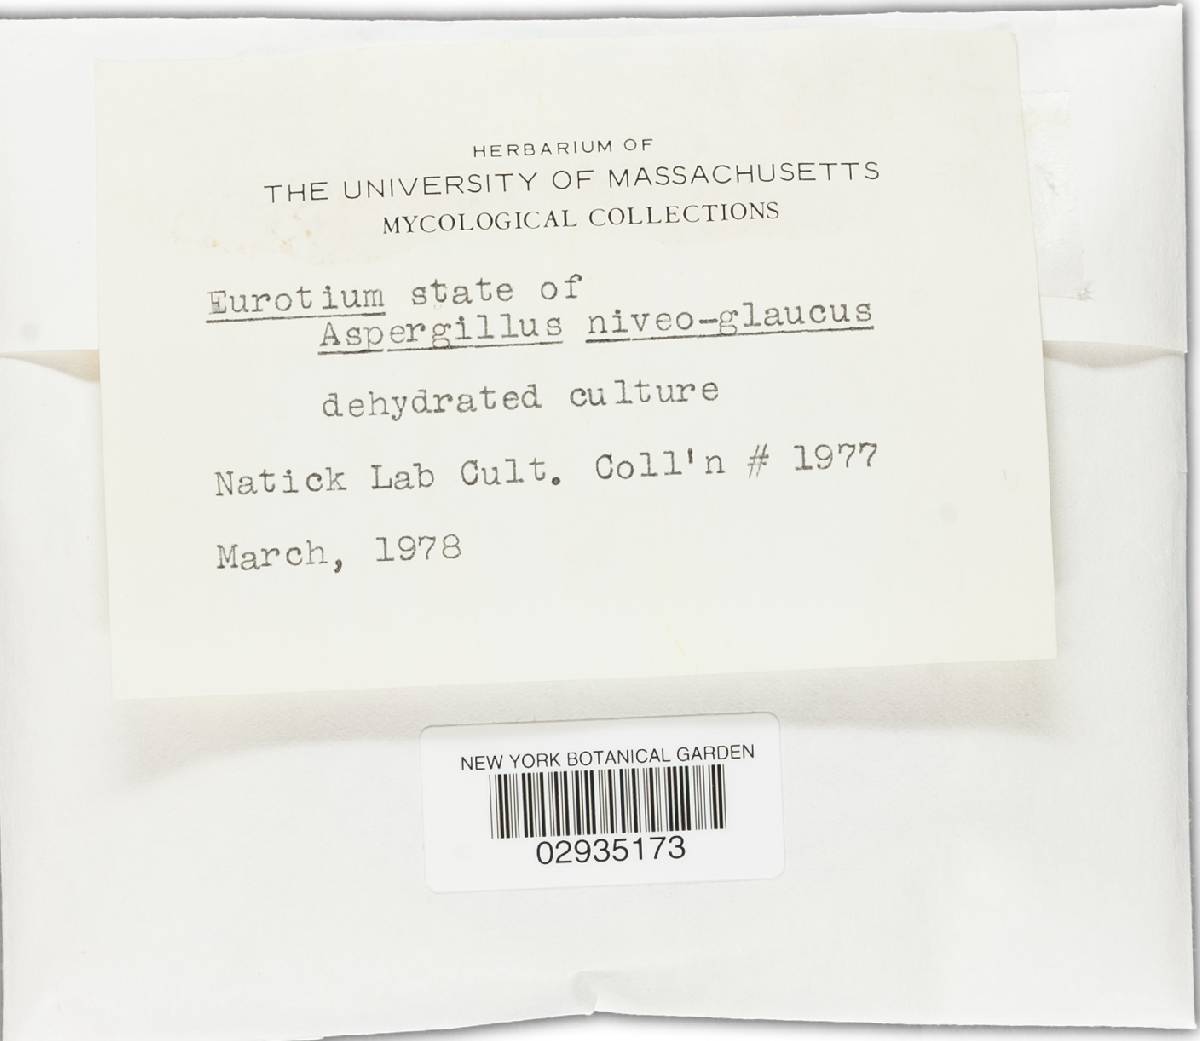 HERBARIUM OF
THE UNIVERSITY OF MASSACHUSETTS
MYCOLOGICAL COLLECTIONS
Eurotium state of
Aspergillus niveo-glaucus
dehydrated culture
Natick Lab Cult. Coll'n # 1977
March, 1978
NEW YORK BOTANICAL GARDEN
02935173